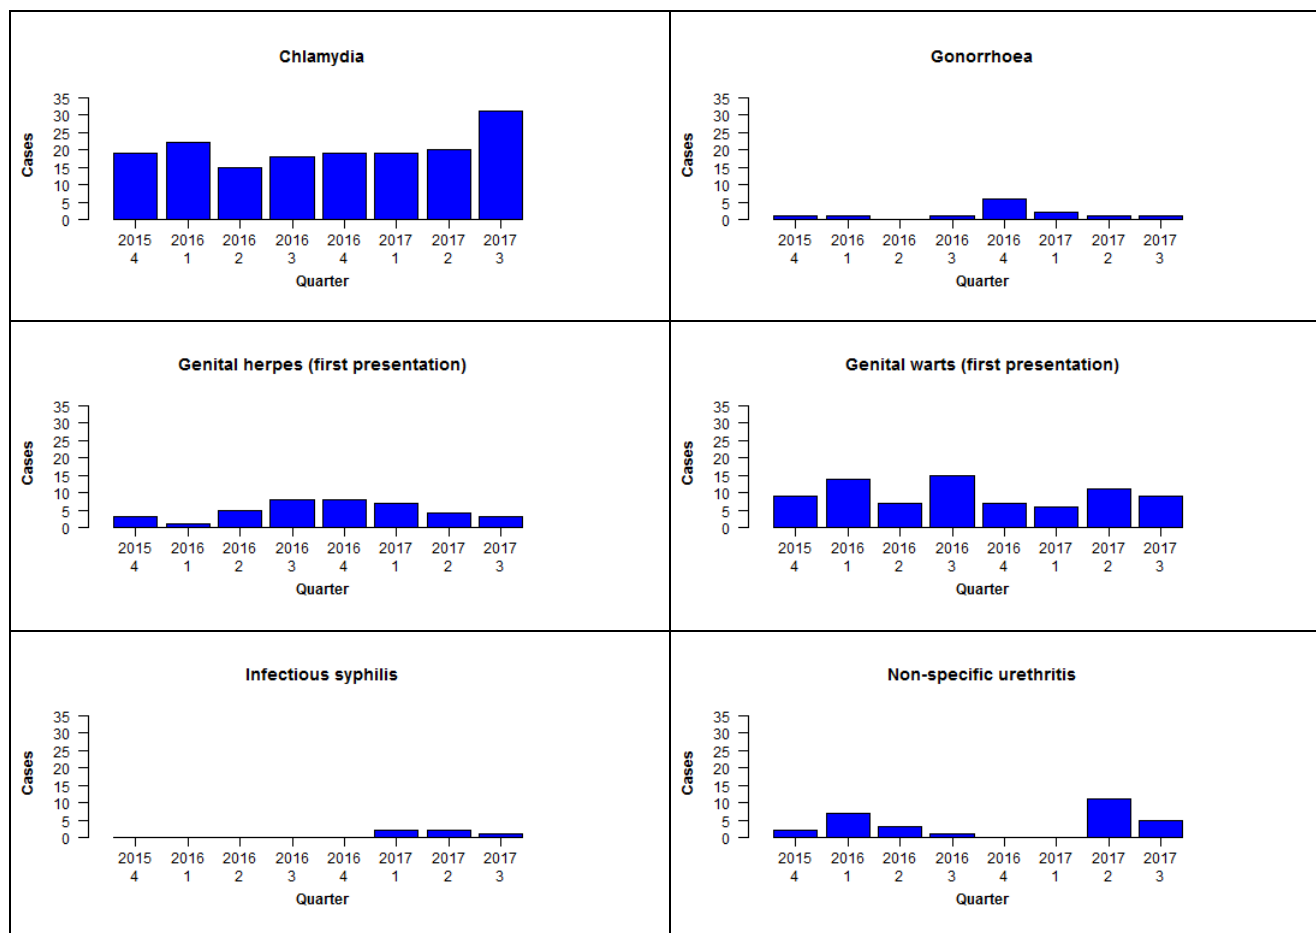 Chlamydia
35
30
25
20
15
10
5
0
Cases
2015 2016 2016 2016 2016 2017 2017 2017
4 1 2 3 4 1 2 3
Quarter
Gonorrhoea
35
30
25
20
15
10
5
0
Cases
2015 2016 2016 2016 2016 2017 2017 2017
4 1 2 3 4 1 2 3
Quarter
Genital herpes (first presentation)
35
30
25
20
15
10
5
0
Cases
2015 2016 2016 2016 2016 2017 2017 2017
4 1 2 3 4 1 2 3
Quarter
Genital warts (first presentation)
35
30
25
20
15
10
5
0
Cases
2015 2016 2016 2016 2016 2017 2017 2017
4 1 2 3 4 1 2 3
Quarter
Infectious syphilis
35
30
25
20
15
10
5
0
Cases
2015 2016 2016 2016 2016 2017 2017 2017
4 1 2 3 4 1 2 3
Quarter
Non-specific urethritis
35
30
25
20
15
10
5
0
Cases
2015 2016 2016 2016 2016 2017 2017 2017
4 1 2 3 4 1 2 3
Quarter